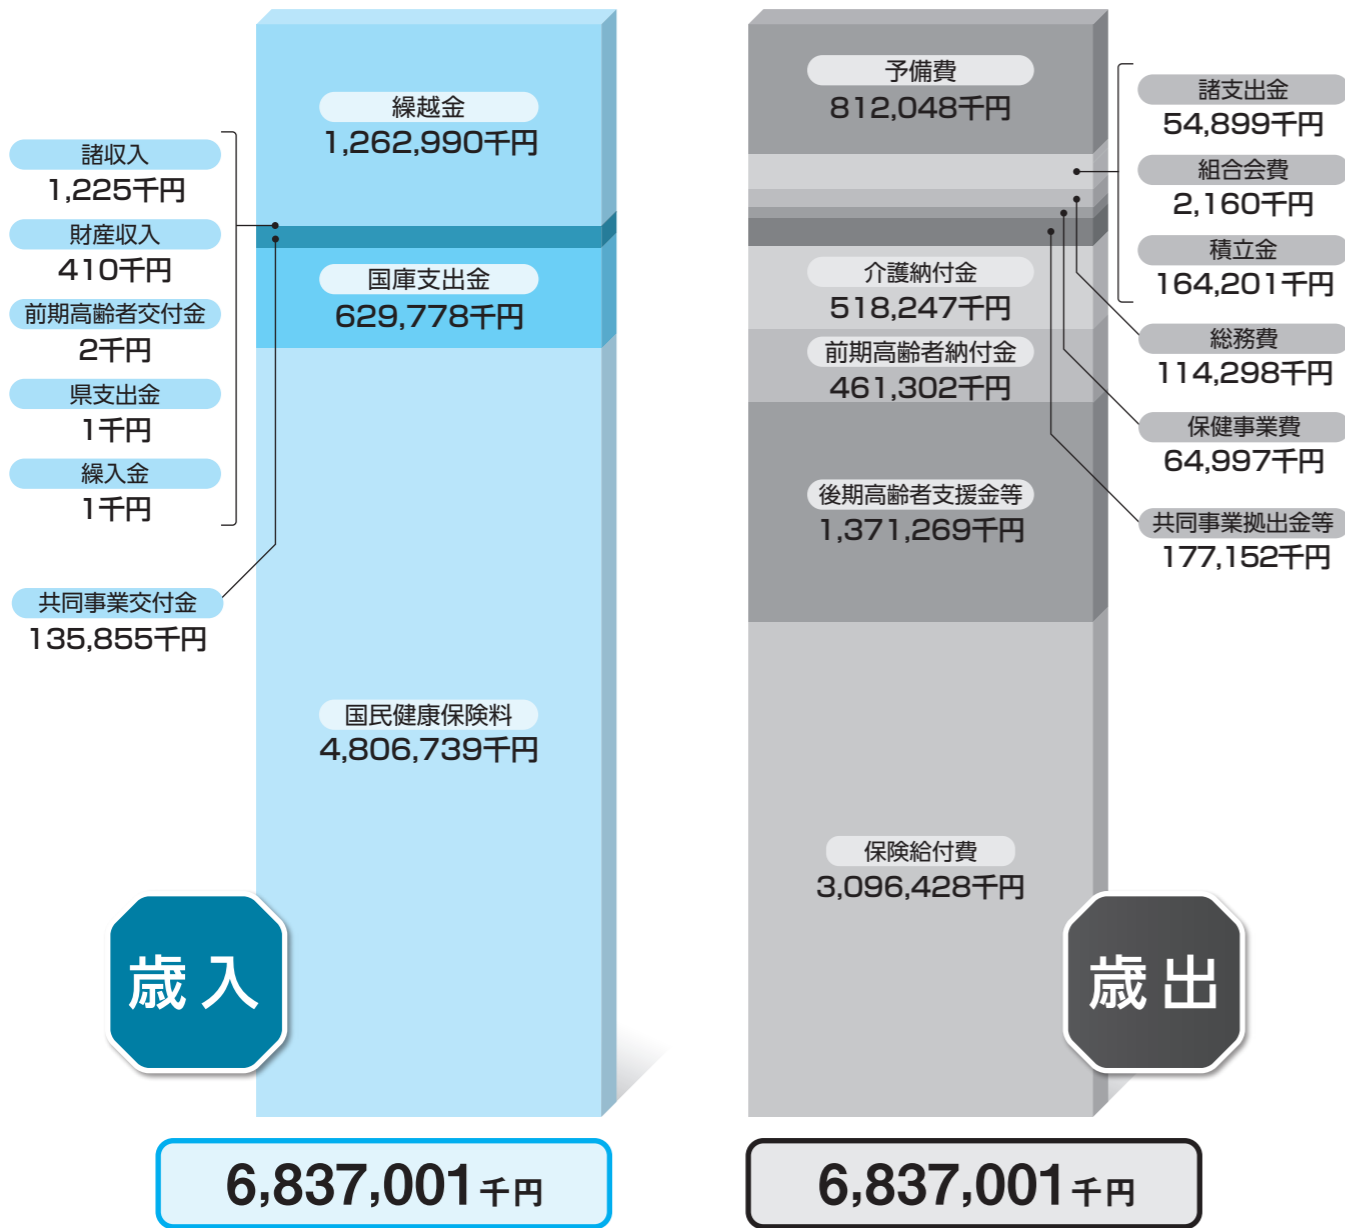 繰越金
1,262,990千円
諸収入
1,225千円
財産収入
410千円
前期高齢者交付金
2千円
県支出金
1千円
繰入金
1千円
共同事業交付金
135,855千円
国庫支出金
629,778千円
国民健康保険料
4,806,739千円
歳入
6,837,001千円
予備費
812,048千円
諸支出金
54,899千円
組合会費
2,160千円
積立金
164,201千円
総務費
114,298千円
保健事業費
64,997千円
共同事業拠出金等
177,152千円
介護納付金
518,247千円
前期高齢者納付金
461,302千円
後期高齢者支援金等
1,371,269千円
保険給付費
3,096,428千円
歳出
6,837,001千円